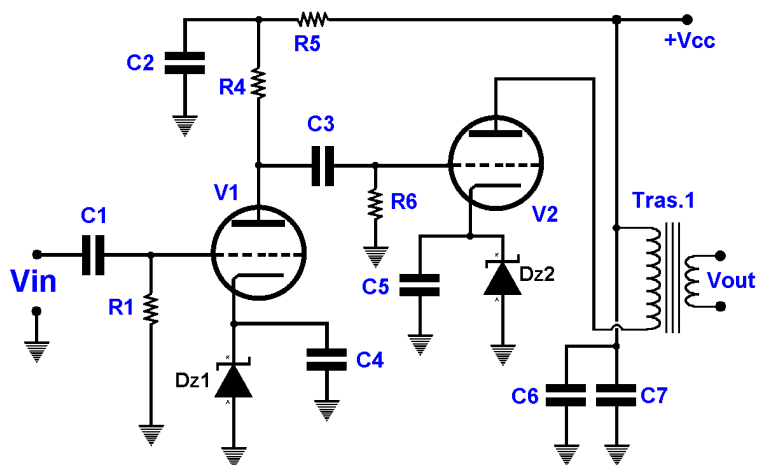 R5
+Vcc
C2
R4
C3
V1
R6
V2
Tras.1
C1
Vin
K
Dz2
A
C5
Vout
R1
K
Dz1
A
C4
C6
C7